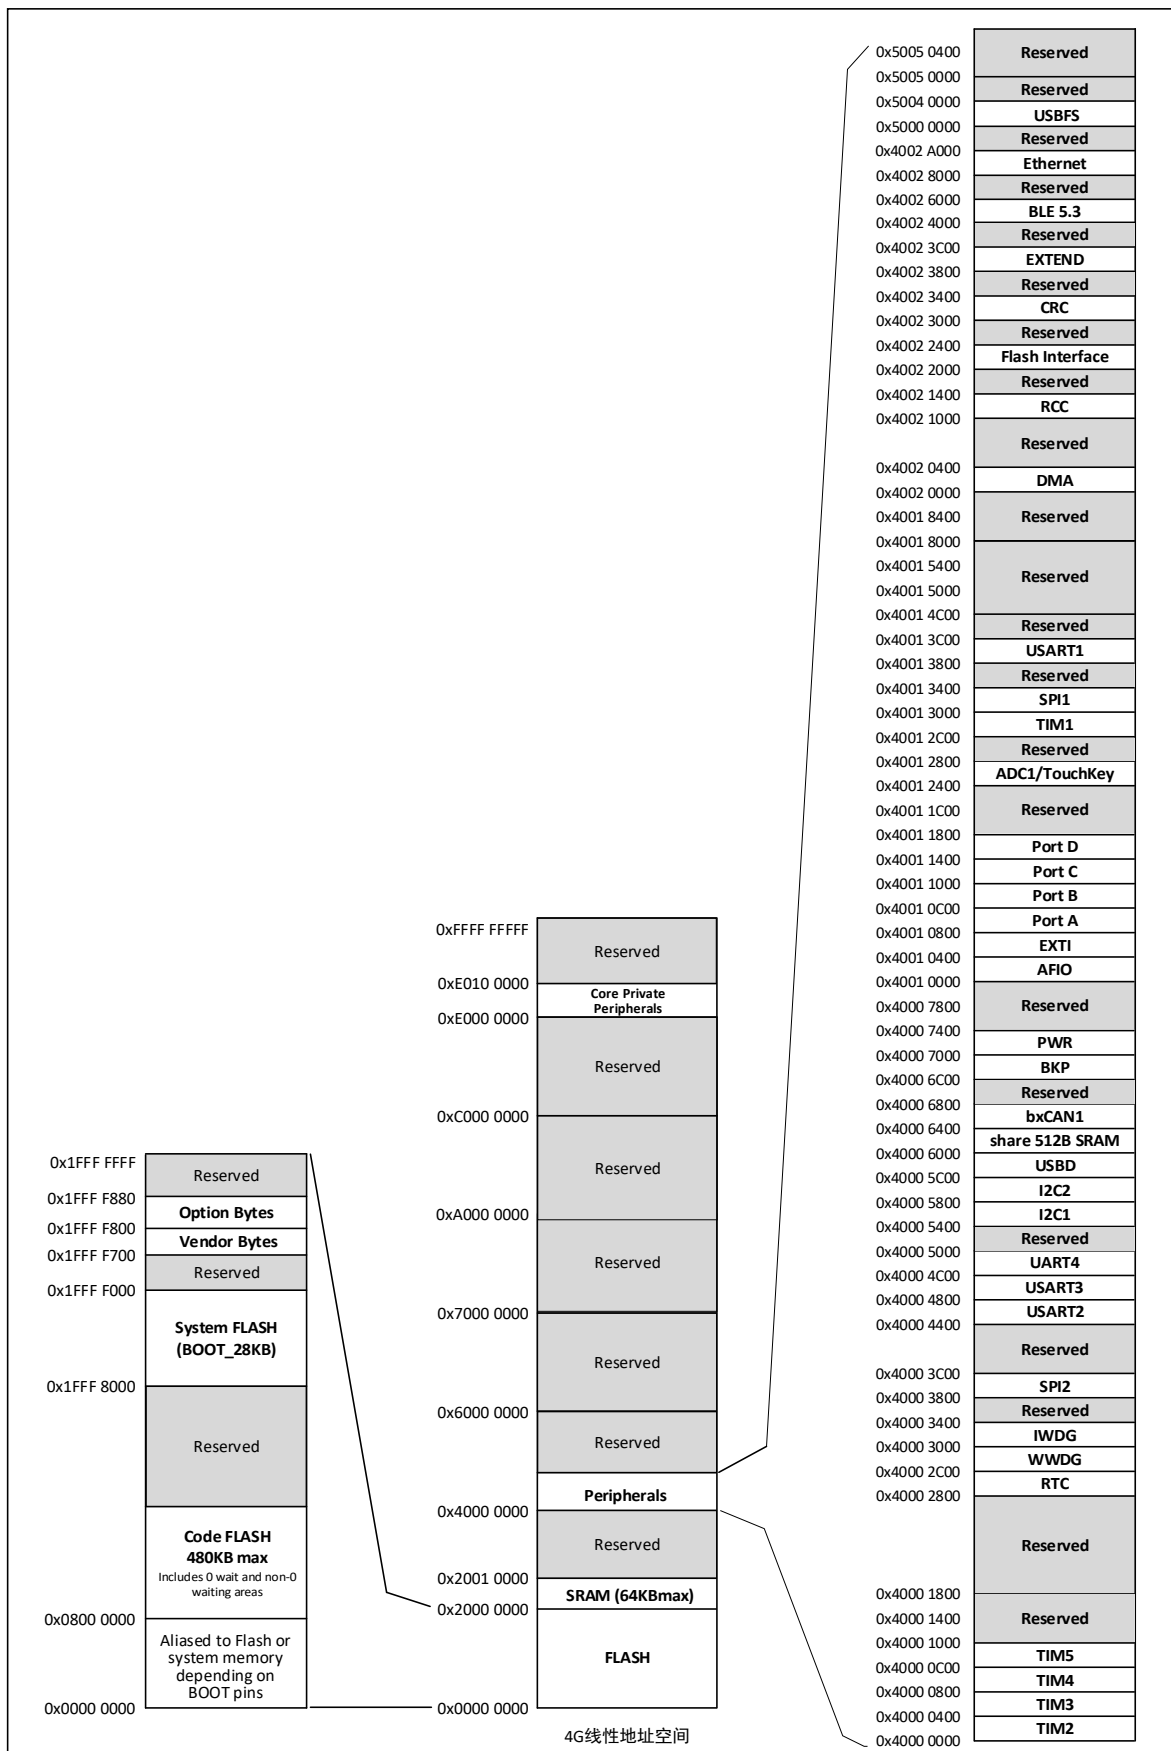 0x1FFF FFFF
Reserved
0x1FFF F880
Option Bytes
0x1FFF F800
Vendor Bytes
0x1FFF F700
Reserved
0x1FFF F000
System FLASH
(BOOT_28KB)
0x1FFF 8000
Reserved
Code FLASH
480KB max
Includes 0 wait and non-0
waiting areas
0x0800 0000
Aliased to Flash or
system memory
depending on
BOOT pins
0x0000 0000
0xFFFF FFFFF
Reserved
0xE010 0000
Core Private
Peripherals
0xE000 0000
Reserved
0xC000 0000
Reserved
0xA000 0000
Reserved
0x7000 0000
Reserved
0x6000 0000
Reserved
Peripherals
0x4000 0000
Reserved
0x2001 0000
SRAM (64KBmax)
0x2000 0000
FLASH
0x0000 0000
4G线性地址空间
Reserved
0x5005 0400
0x5005 0000
Reserved
0x5004 0000
USBFS
0x5000 0000
Reserved
0x4002 A000
Ethernet
0x4002 8000
Reserved
0x4002 6000
BLE 5.3
0x4002 4000
Reserved
0x4002 3C00
EXTEND
0x4002 3800
Reserved
0x4002 3400
CRC
0x4002 3000
Reserved
0x4002 2400
Flash Interface
0x4002 2000
Reserved
0x4002 1400
RCC
0x4002 1000
Reserved
0x4002 0400
DMA
0x4002 0000
Reserved
0x4001 8400
0x4001 8000
0x4001 5400
Reserved
0x4001 5000
0x4001 4C00
Reserved
0x4001 3C00
USART1
0x4001 3800
Reserved
0x4001 3400
SPI1
0x4001 3000
TIM1
0x4001 2C00
Reserved
0x4001 2800
ADC1/TouchKey
0x4001 2400
Reserved
0x4001 1C00
0x4001 1800
Port D
0x4001 1400
Port C
0x4001 1000
Port B
0x4001 0C00
Port A
0x4001 0800
EXTI
0x4001 0400
AFIO
0x4001 0000
Reserved
0x4000 7800
0x4000 7400
PWR
0x4000 7000
BKP
0x4000 6C00
Reserved
0x4000 6800
bxCAN1
0x4000 6400
share 512B SRAM
0x4000 6000
USBD
0x4000 5C00
I2C2
0x4000 5800
I2C1
0x4000 5400
Reserved
0x4000 5000
UART4
0x4000 4C00
USART3
0x4000 4800
USART2
0x4000 4400
Reserved
0x4000 3C00
SPI2
0x4000 3800
Reserved
0x4000 3400
IWDG
0x4000 3000
WWDG
0x4000 2C00
RTC
0x4000 2800
Reserved
0x4000 1800
Reserved
0x4000 1400
0x4000 1000
TIM5
0x4000 0C00
TIM4
0x4000 0800
TIM3
0x4000 0400
TIM2
0x4000 0000